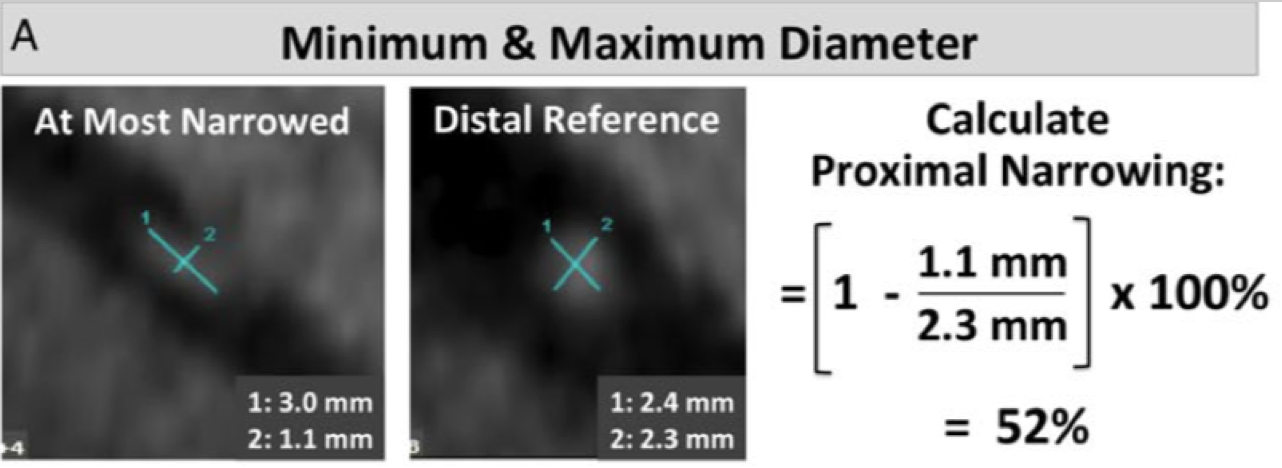 A
Minimum & Maximum Diameter
At Most Narrowed
1
2
1: 3.0 mm
2: 1.1 mm
+4
Distal Reference
1
2
1: 2.4 mm
2: 2.3 mm
Calculate
Proximal Narrowing:
= [1 - 1.1 mm / 2.3 mm] x 100%
= 52%